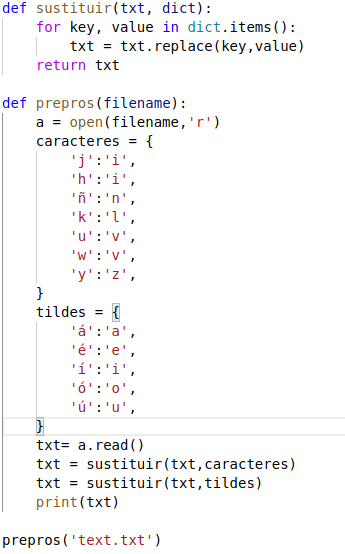 def sustituir(txt, dict):
    for key, value in dict.items():
        txt = txt.replace(key,value)
    return txt

def prepros(filename):
    a = open(filename,'r')
    caracteres = {
        'j':'i',
        'h':'i',
        'ñ':'n',
        'k':'l',
        'u':'v',
        'w':'v',
        'y':'z',
    }
    tildes = {
        'á':'a',
        'é':'e',
        'í':'i',
        'ó':'o',
        'ú':'u',
    }
    txt= a.read()
    txt = sustituir(txt,caracteres)
    txt = sustituir(txt,tildes)
    print(txt)

prepros('text.txt')